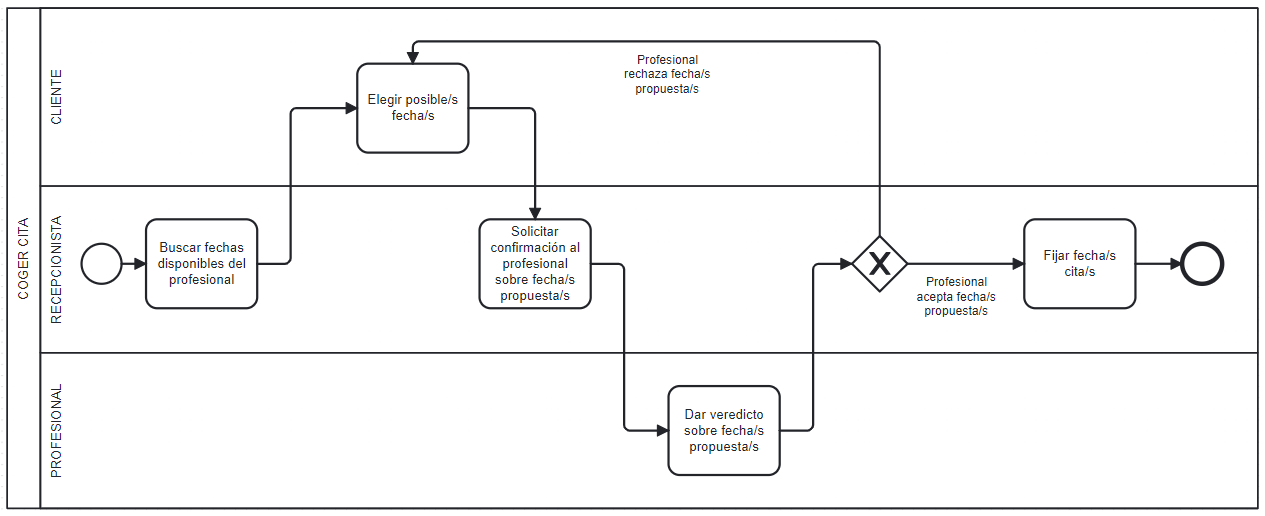 COGER CITA
CLIENTE
Elegir posible/s
fecha/s
Profesional
rechaza fecha/s
propuesta/s
RECEPCIONISTA
Buscar fechas
disponibles del
profesional
Solicitar
confirmación al
profesional
sobre fecha/s
propuesta/s
X
Profesional
acepta fecha/s
propuesta/s
Fijar fecha/s
cita/s
PROFESIONAL
Dar veredicto
sobre fecha/s
propuesta/s